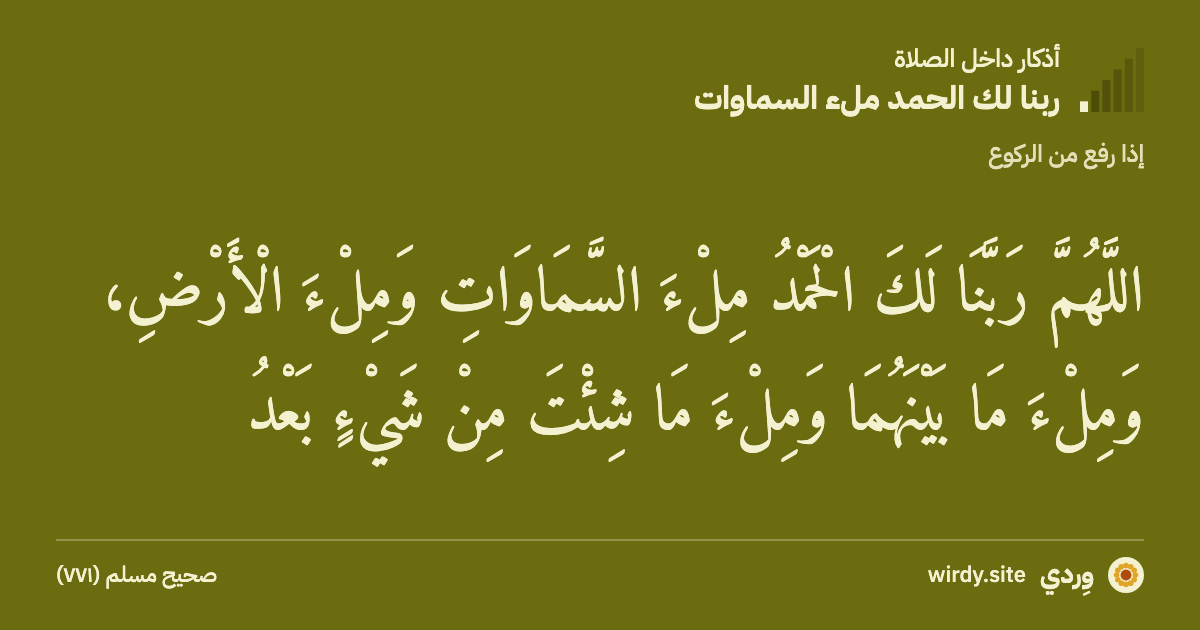 أذكار داخل الصلاة
ربنا لك الحمد ملء السماوات
إذا رفع من الركوع
اللَّهُمَّ رَبَّنَا لَكَ الْحَمْدُ مِلْءَ السَّمَاوَاتِ وَمِلْءَ الْأَرْضِ،
وَمِلْءَ مَا بَيْنَهُمَا وَمِلْءَ مَا شِئْتَ مِنْ شَيْءٍ بَعْدُ
وِردي wirdy.site
صحيح مسلم (٧٧١)